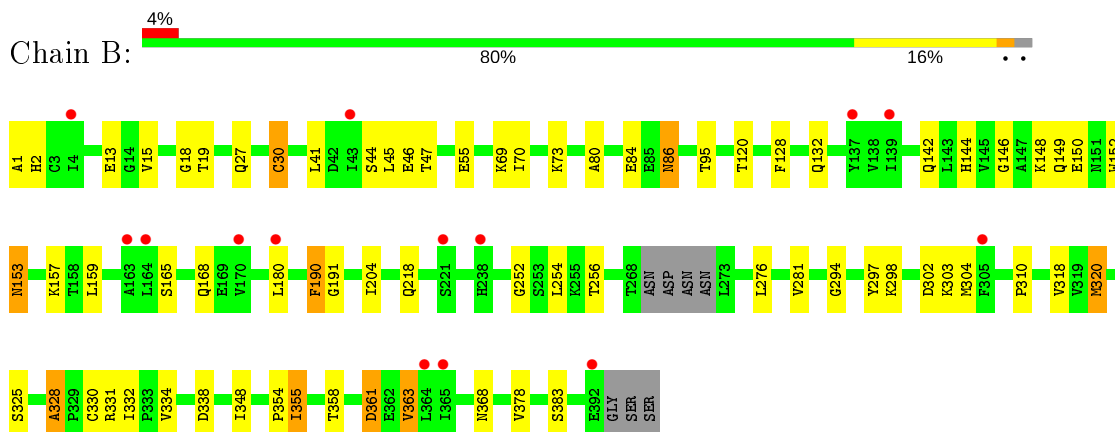 4%
Chain B:
80% 16% • •
A1 H2 C3 I4 E13 G14 V15 G18 T19 Q27 C30 L41 D42 I43 S44 L45 E46 T47 E55 K69 I70 K73 A80 E84 E85 N86 T95 T120 F128 Q132 Y137 V138 I139 Q142 L143 H144 V145 G146 A147 K148 Q149 E150 N151 W152
N153 K157 T158 L159 A163 L164 S165 Q168 E169 V170 L180 F190 G191 I204 Q218 S221 H238 G252 S253 L254 K255 T256 T268 ASN ASP ASN ASN L273 L276 V281 G294 Y297 K298 D302 K303 M304 F305 P310 V318 V319 M320
S325 A328 P329 C330 R331 I332 P333 V334 D338 I348 P354 I355 T358 D361 E362 V363 L364 I365 N368 V378 S383 E392 GLY SER SER